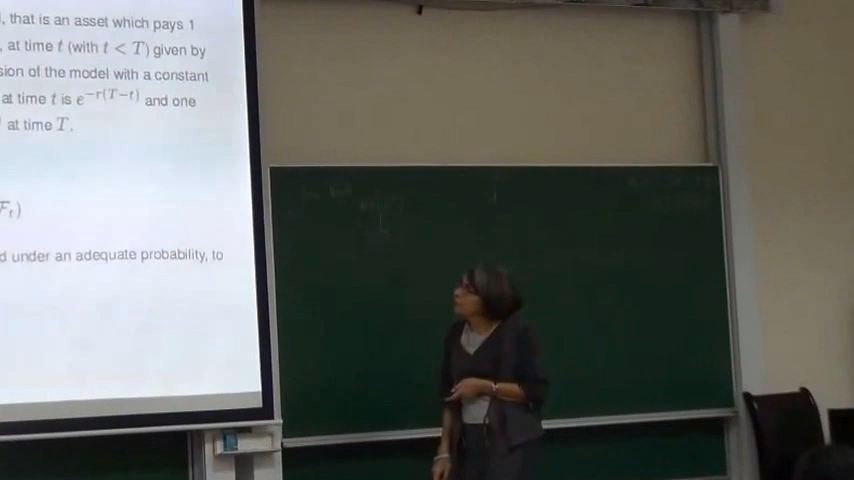 , that is an asset which pays 1
, at time t (with t < T) given by
sion of the model with a constant
at time t is e^{-r(T-t)} and one
at time T.
F_t)
d under an adequate probability, to